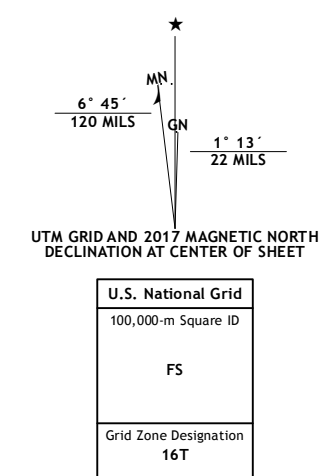 ★
MN
6° 45´
120 MILS
GN
1° 13´
22 MILS
UTM GRID AND 2017 MAGNETIC NORTH
DECLINATION AT CENTER OF SHEET
U.S. National Grid
100,000-m Square ID
FS
Grid Zone Designation
16T